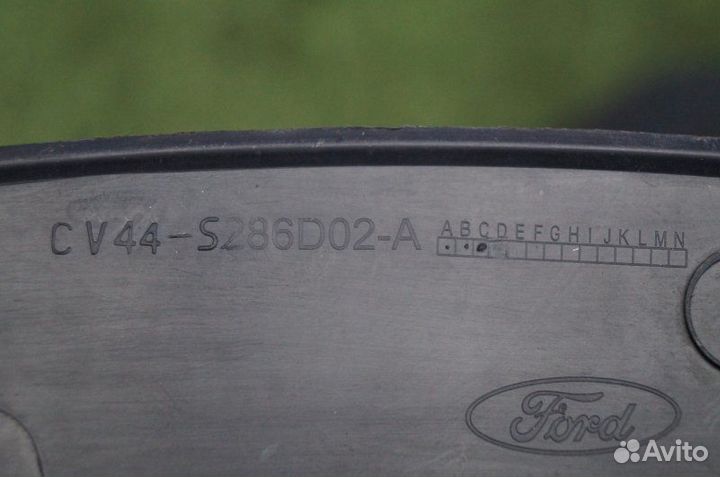 CV44-S286D02-A
ABCDEFGHIJKLMN
Ford
Avito